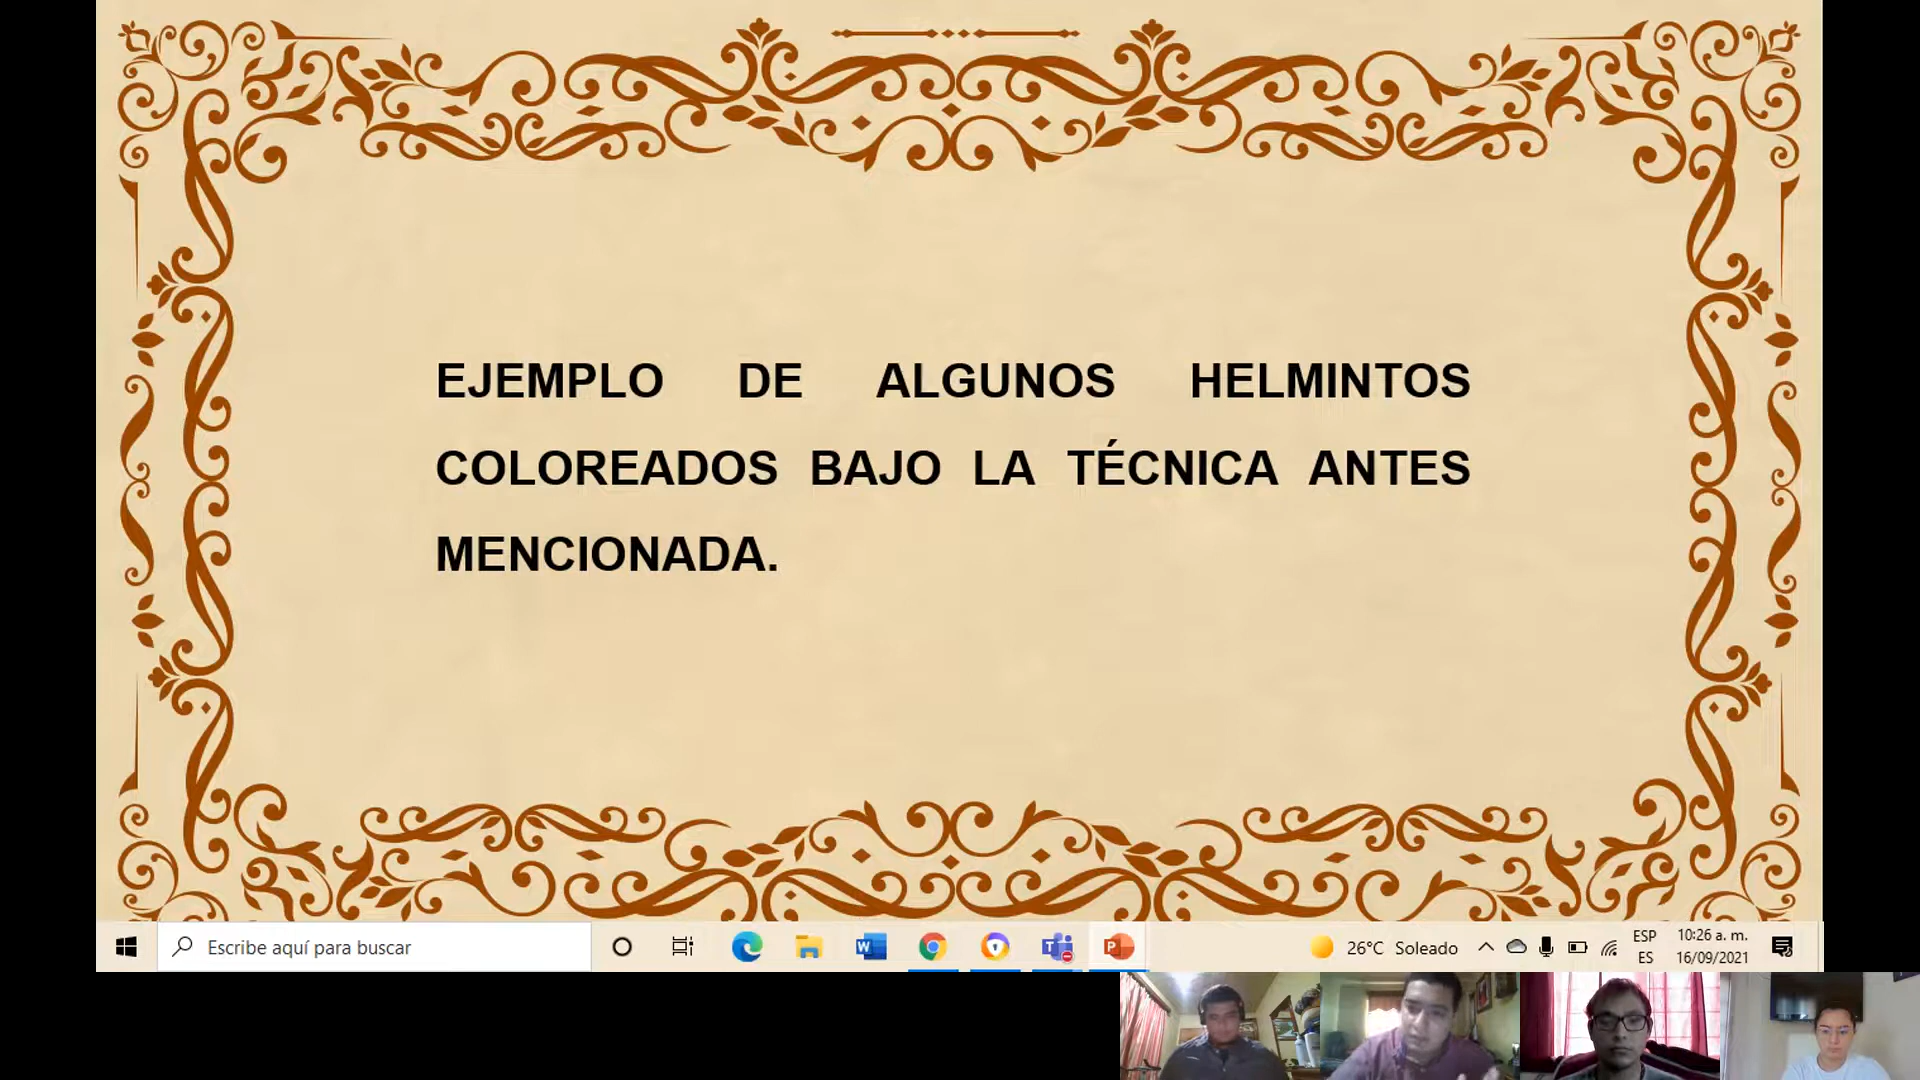 EJEMPLO DE ALGUNOS HELMINTOS
COLOREADOS BAJO LA TÉCNICA ANTES
MENCIONADA.
Escribe aquí para buscar
26°C Soleado
ESP
ES
10:26 a. m.
16/09/2021